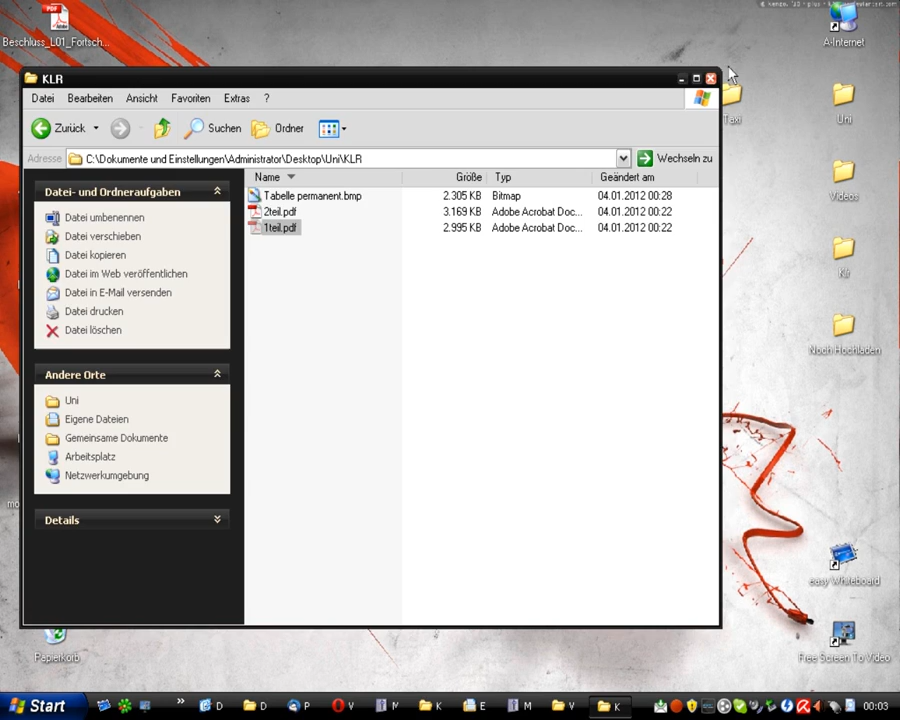 Beschluss_L01_Fortsch...
A-Internet
KLR
Datei Bearbeiten Ansicht Favoriten Extras ?
Taxi
Uni
Zurück Suchen Ordner
Adresse C:\Dokumente und Einstellungen\Administrator\Desktop\Uni\KLR Wechseln zu
Name Größe Typ Geändert am
Tabelle permanent.bmp 2.305 KB Bitmap 04.01.2012 00:28
2teil.pdf 3.169 KB Adobe Acrobat Doc... 04.01.2012 00:22
1teil.pdf 2.995 KB Adobe Acrobat Doc... 04.01.2012 00:22
Datei- und Ordneraufgaben
Datei umbenennen
Datei verschieben
Datei kopieren
Datei im Web veröffentlichen
Datei in E-Mail versenden
Datei drucken
Datei löschen
Andere Orte
Uni
Eigene Dateien
Gemeinsame Dokumente
Arbeitsplatz
Netzwerkumgebung
Details
Videos
Klr
Noch Hochladen
easy Whiteboard
Free Screen To Video
Papierkorb
Start D D P V M K E M V K 00:03